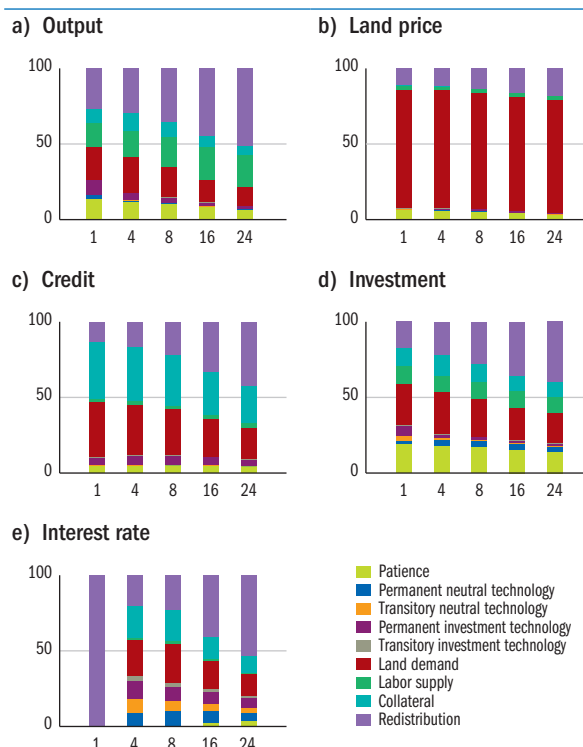 a) Output
100
50
0
1 4 8 16 24
b) Land price
100
50
0
1 4 8 16 24
c) Credit
100
50
0
1 4 8 16 24
d) Investment
100
50
0
1 4 8 16 24
e) Interest rate
100
50
0
1 4 8 16 24
Patience
Permanent neutral technology
Transitory neutral technology
Permanent investment technology
Transitory investment technology
Land demand
Labor supply
Collateral
Redistribution